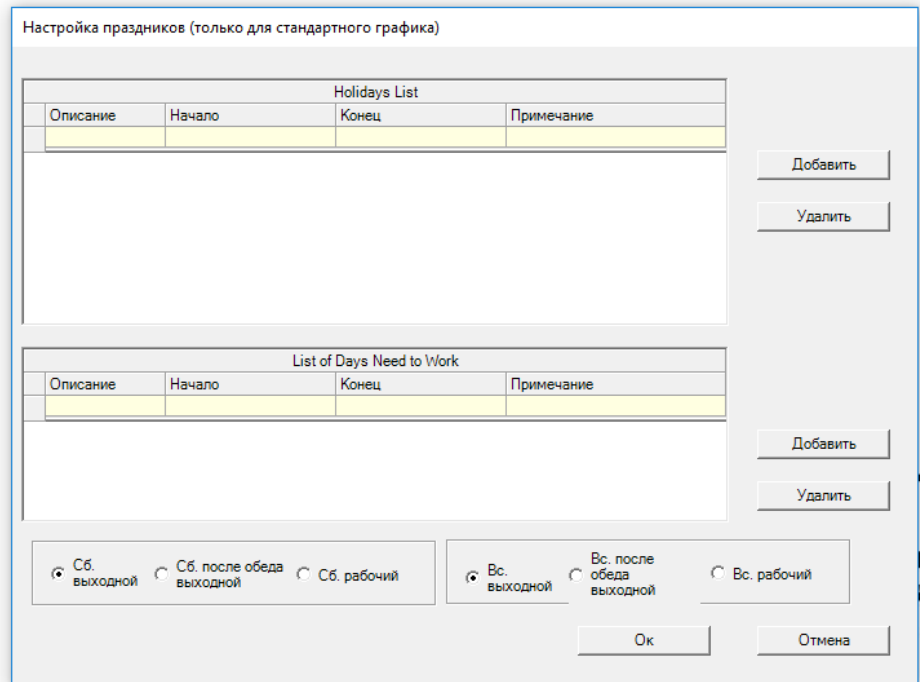 Настройка праздников (только для стандартного графика)
Holidays List
Описание Начало Конец Примечание
Добавить
Удалить
List of Days Need to Work
Описание Начало Конец Примечание
Добавить
Удалить
Сб.
выходной
Сб. после обеда
выходной
Сб. рабочий
Вс.
выходной
Вс. после
обеда
выходной
Вс. рабочий
Ок
Отмена